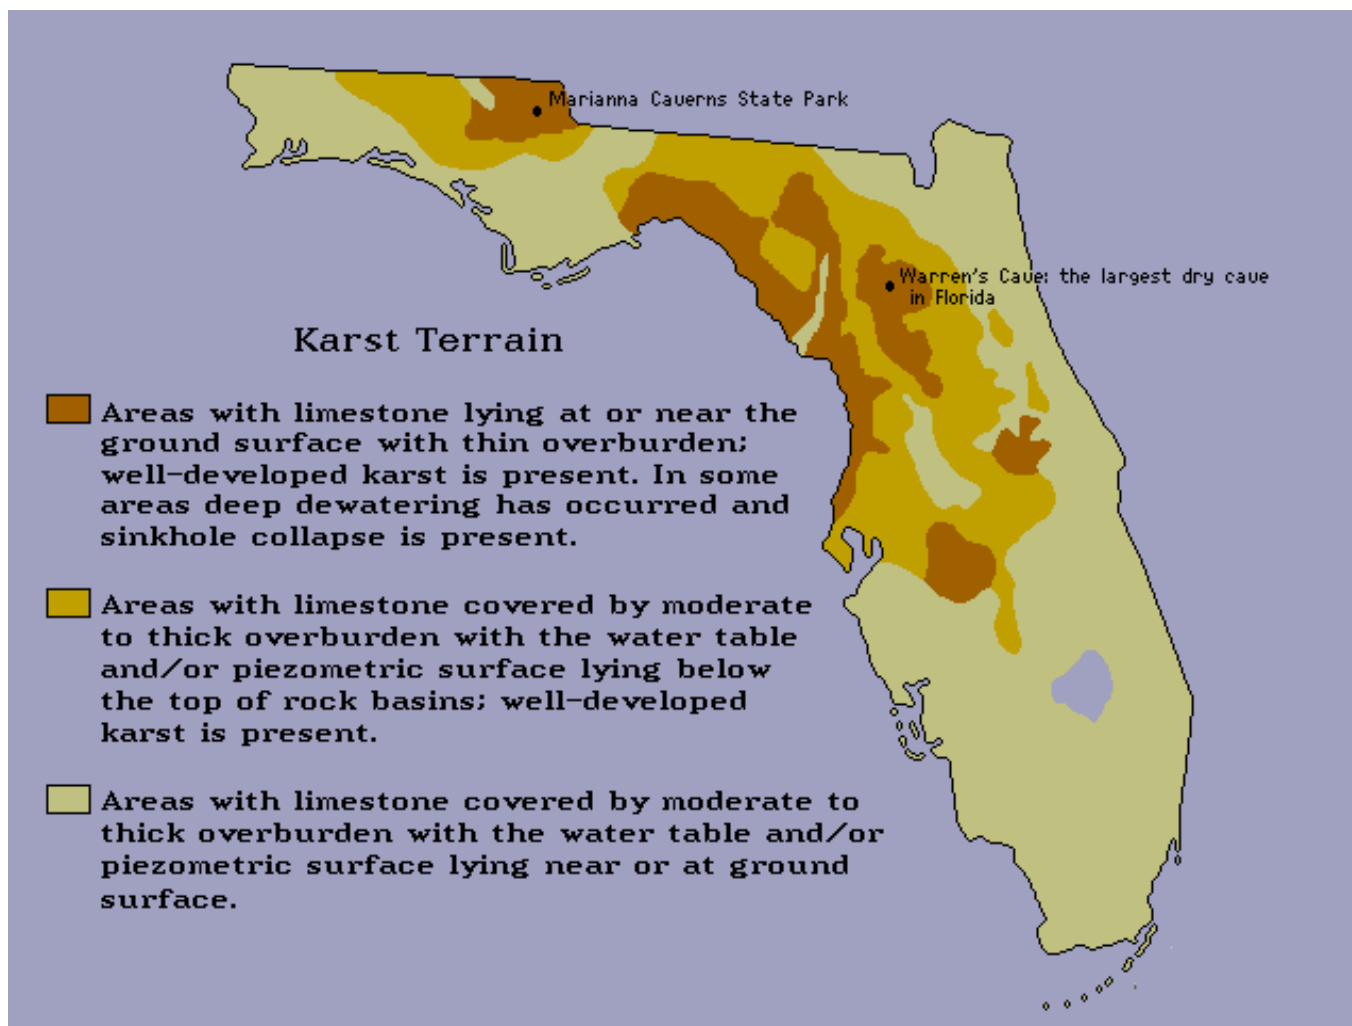 Marianna Caverns State Park
Warren's Cave: the largest dry cave
in Florida
Karst Terrain
Areas with limestone lying at or near the
ground surface with thin overburden;
well-developed karst is present. In some
areas deep dewatering has occurred and
sinkhole collapse is present.
Areas with limestone covered by moderate
to thick overburden with the water table
and/or piezometric surface lying below
the top of rock basins; well-developed
karst is present.
Areas with limestone covered by moderate to
thick overburden with the water table and/or
piezometric surface lying near or at ground
surface.